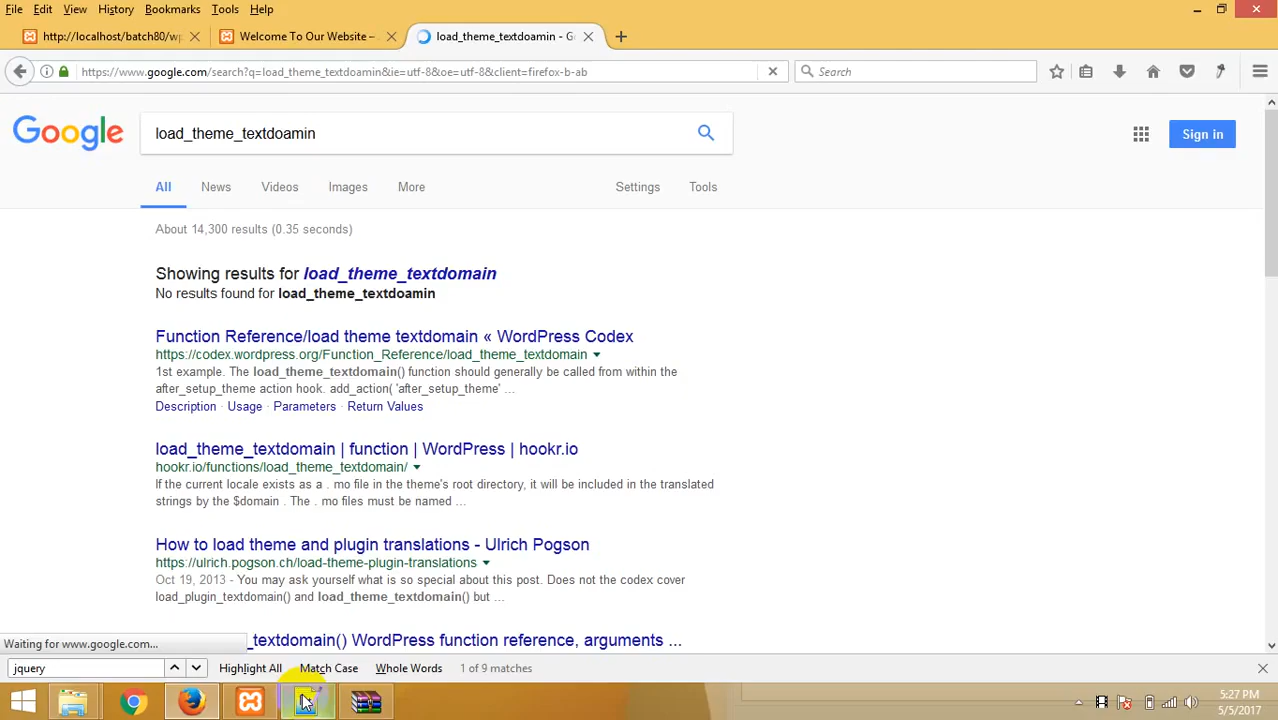 File Edit View History Bookmarks Tools Help
http://localhost/batch80/wp Welcome To Our Website – load_theme_textdoamin - Go
https://www.google.com/search?q=load_theme_textdoamin&ie=utf-8&oe=utf-8&client=firefox-b-ab Search
Google load_theme_textdoamin Sign in
All News Videos Images More Settings Tools
About 14,300 results (0.35 seconds)
Showing results for load_theme_textdomain
No results found for load_theme_textdoamin
Function Reference/load theme textdomain « WordPress Codex
https://codex.wordpress.org/Function_Reference/load_theme_textdomain
1st example. The load_theme_textdomain() function should generally be called from within the
after_setup_theme action hook. add_action( 'after_setup_theme' ...
Description · Usage · Parameters · Return Values
load_theme_textdomain | function | WordPress | hookr.io
hookr.io/functions/load_theme_textdomain/
If the current locale exists as a . mo file in the theme's root directory, it will be included in the translated
strings by the $domain . The . mo files must be named ...
How to load theme and plugin translations - Ulrich Pogson
https://ulrich.pogson.ch/load-theme-plugin-translations
Oct 19, 2013 - You may ask yourself what is so special about this post. Does not the codex cover
load_plugin_textdomain() and load_theme_textdomain() but ...
_textdomain() WordPress function reference, arguments ...
Waiting for www.google.com...
jquery Highlight All Match Case Whole Words 1 of 9 matches
5:27 PM
5/5/2017